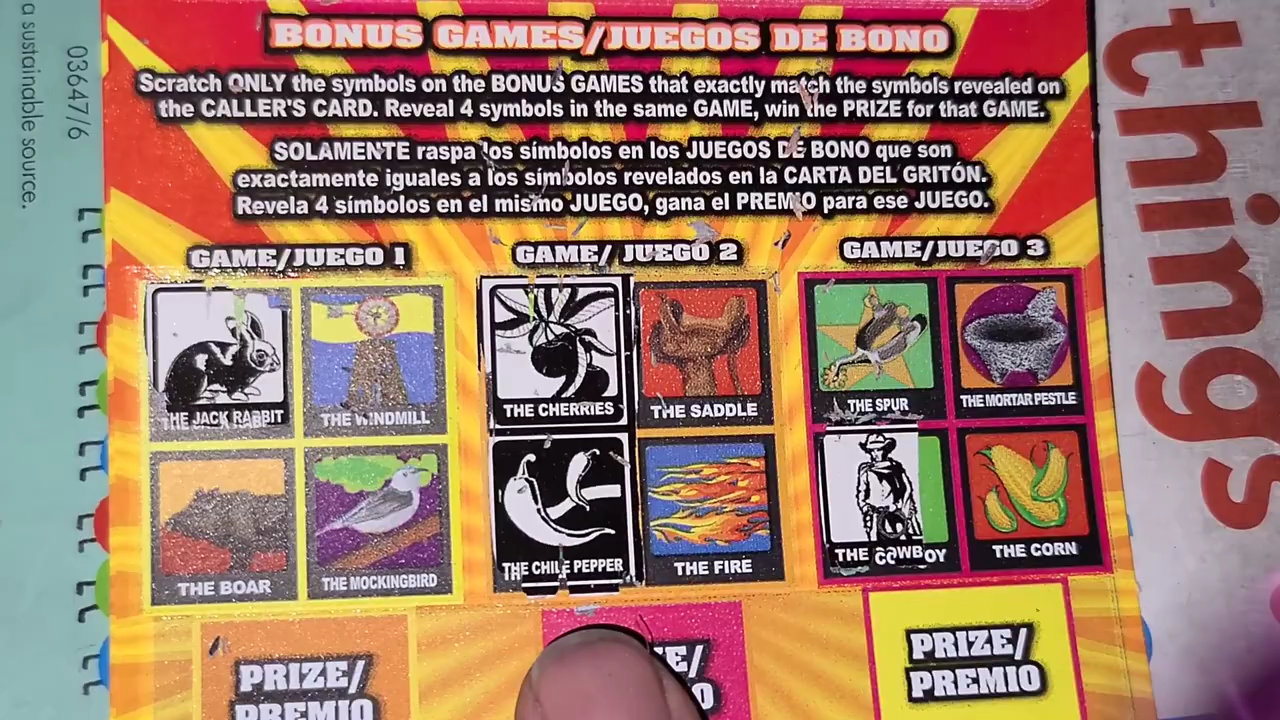 a sustainable source.
03647/6
things
BONUS GAMES/JUEGOS DE BONO
Scratch ONLY the symbols on the BONUS GAMES that exactly match the symbols revealed on
the CALLER'S CARD. Reveal 4 symbols in the same GAME, win the PRIZE for that GAME.
SOLAMENTE raspa los símbolos en los JUEGOS DE BONO que son
exactamente iguales a los símbolos revelados en la CARTA DEL GRITÓN.
Revela 4 símbolos en el mismo JUEGO, gana el PREMIO para ese JUEGO.
GAME/JUEGO 1
THE JACK RABBIT
THE WINDMILL
THE BOAR
THE MOCKINGBIRD
GAME/ JUEGO 2
THE CHERRIES
THE SADDLE
THE CHILE PEPPER
THE FIRE
GAME/JUEGO 3
THE SPUR
THE MORTAR PESTLE
THE COWBOY
THE CORN
PRIZE/
PREMIO
PRIZE/
PREMIO